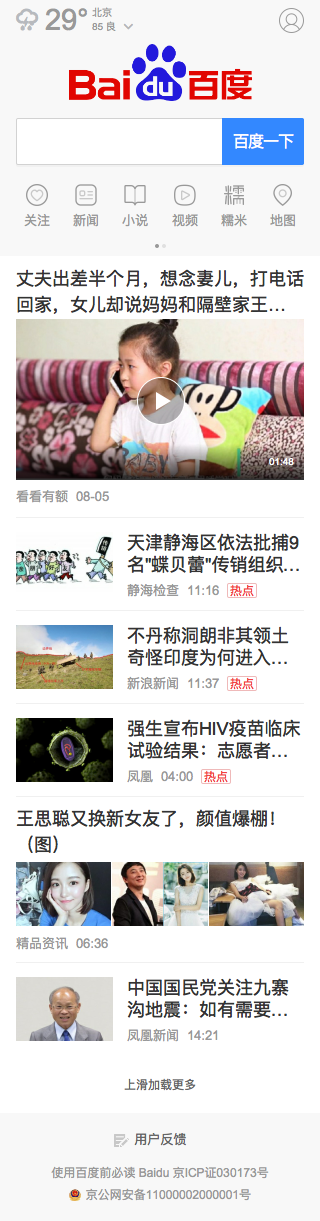 29°
北京
85 良
Bai du 百度
百度一下
关注 新闻 小说 视频 糯米 地图
丈夫出差半个月，想念妻儿，打电话
回家，女儿却说妈妈和隔壁家王...
01:48
看看有额 08-05
天津静海区依法批捕9
名"蝶贝蕾"传销组织...
静海检查 11:16 热点
不丹称洞朗非其领土
奇怪印度为何进入...
新浪新闻 11:37 热点
强生宣布HIV疫苗临床
试验结果：志愿者...
凤凰 04:00 热点
王思聪又换新女友了，颜值爆棚！
（图）
精品资讯 06:36
中国国民党关注九寨
沟地震：如有需要...
凤凰新闻 14:21
上滑加载更多
用户反馈
使用百度前必读 Baidu 京ICP证030173号
京公网安备11000002000001号